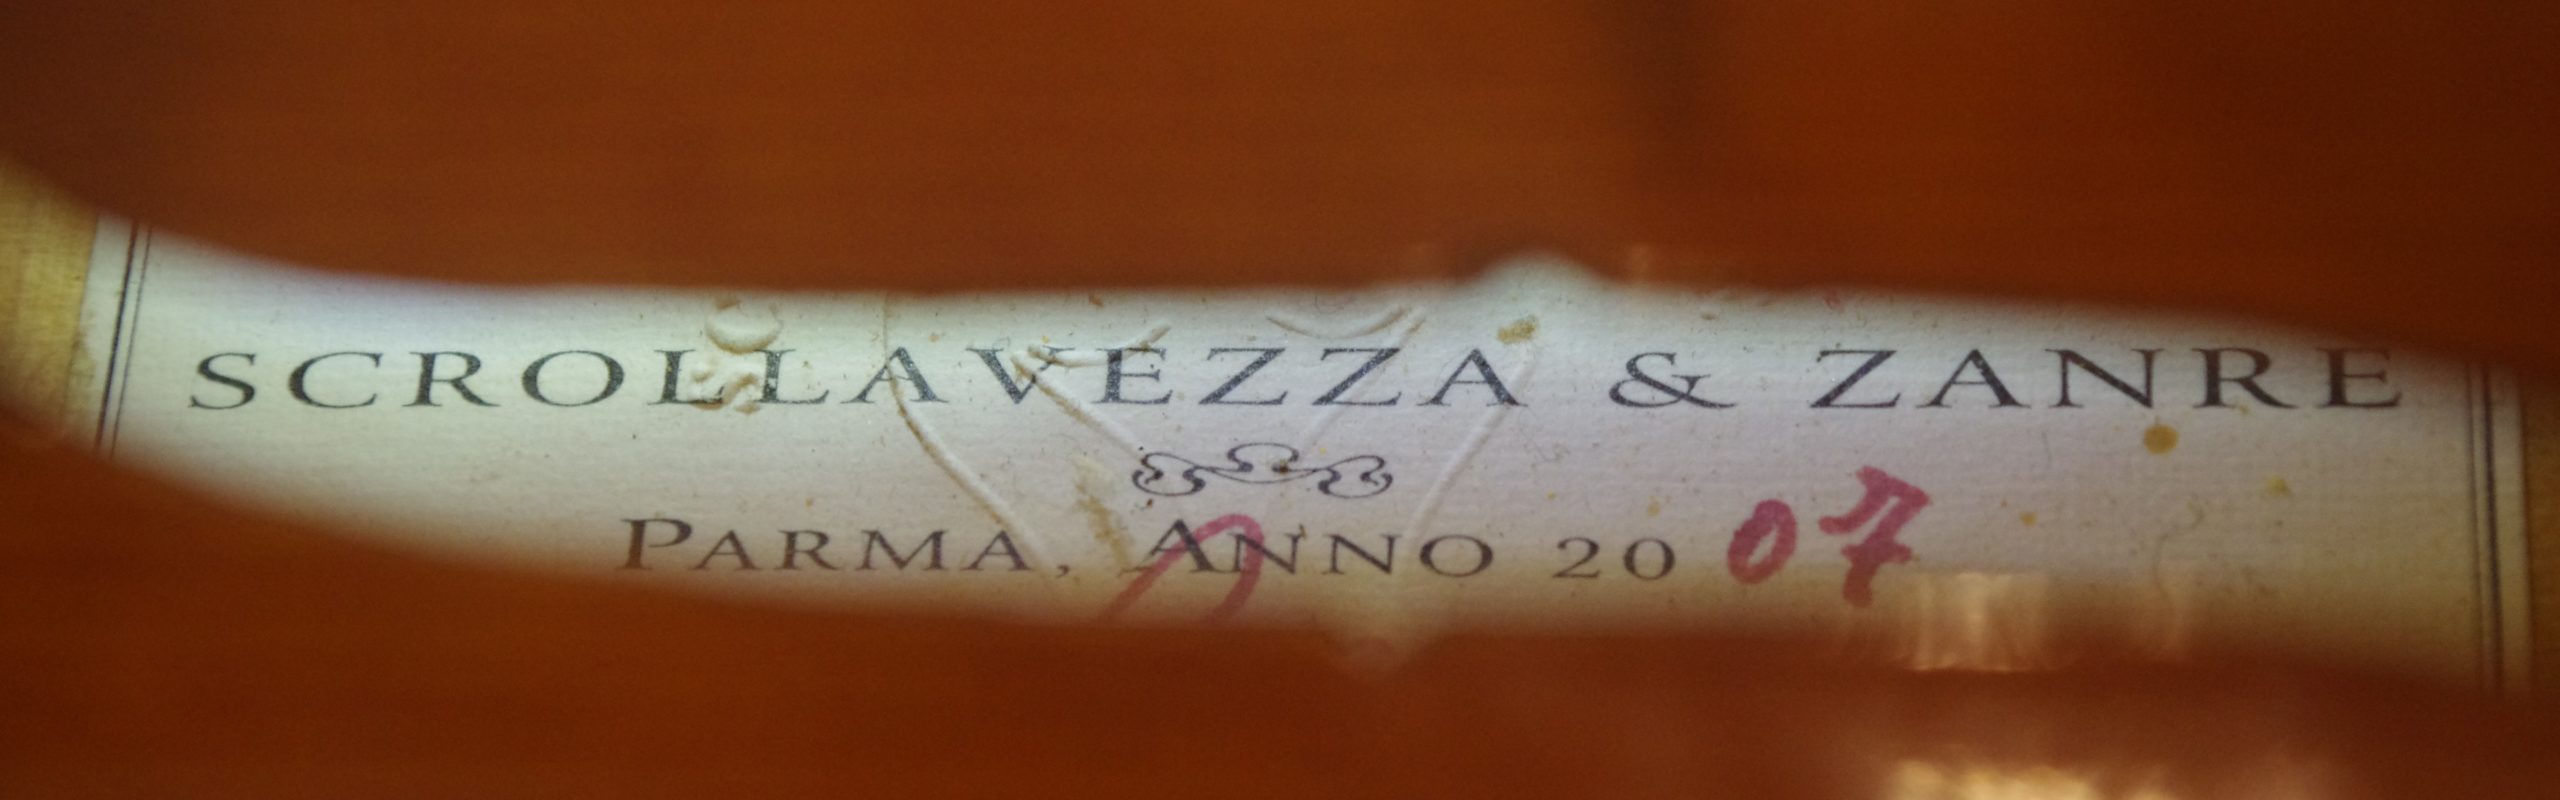 SCROLLAVEZZA & ZANRE
PARMA, ANNO 2007